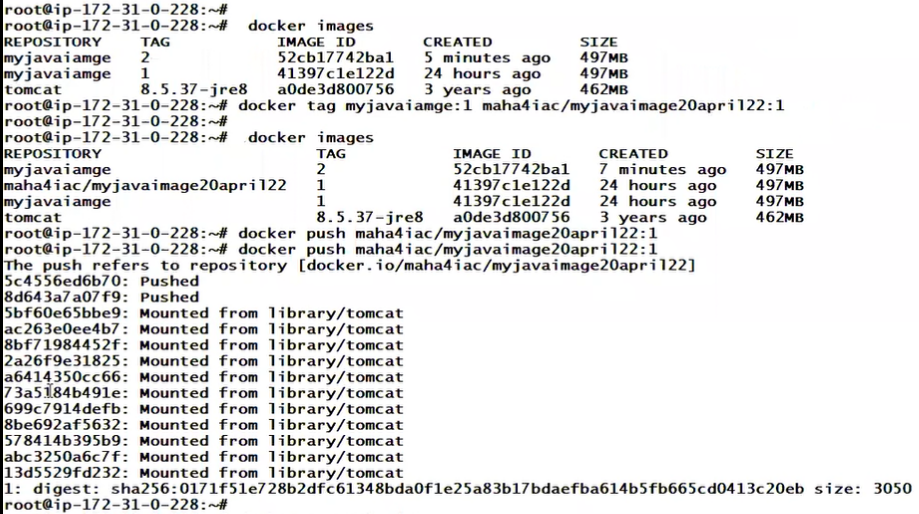 root@ip-172-31-0-228:~#
root@ip-172-31-0-228:~#  docker images
REPOSITORY    TAG           IMAGE ID       CREATED         SIZE
myjavaiamge   2             52cb17742ba1   5 minutes ago   497MB
myjavaiamge   1             41397c1e122d   24 hours ago    497MB
tomcat        8.5.37-jre8   a0de3d800756   3 years ago     462MB
root@ip-172-31-0-228:~# docker tag myjavaiamge:1 maha4iac/myjavaimage20april22:1
root@ip-172-31-0-228:~#
root@ip-172-31-0-228:~#  docker images
REPOSITORY                      TAG           IMAGE ID       CREATED         SIZE
myjavaiamge                     2             52cb17742ba1   7 minutes ago   497MB
maha4iac/myjavaimage20april22   1             41397c1e122d   24 hours ago    497MB
myjavaiamge                     1             41397c1e122d   24 hours ago    497MB
tomcat                          8.5.37-jre8   a0de3d800756   3 years ago     462MB
root@ip-172-31-0-228:~# docker push maha4iac/myjavaimage20april22:1
root@ip-172-31-0-228:~# docker push maha4iac/myjavaimage20april22:1
The push refers to repository [docker.io/maha4iac/myjavaimage20april22]
5c4556ed6b70: Pushed
8d643a7a07f9: Pushed
5bf60e65bbe9: Mounted from library/tomcat
ac263e0ee4b7: Mounted from library/tomcat
8bf71984452f: Mounted from library/tomcat
2a26f9e31825: Mounted from library/tomcat
a6414350cc66: Mounted from library/tomcat
73a5184b491e: Mounted from library/tomcat
699c7914defb: Mounted from library/tomcat
8be692af5632: Mounted from library/tomcat
578414b395b9: Mounted from library/tomcat
abc3250a6c7f: Mounted from library/tomcat
13d5529fd232: Mounted from library/tomcat
1: digest: sha256:0171f51e728b2dfc61348bda0f1e25a83b17bdaefba614b5fb665cd0413c20eb size: 3050
root@ip-172-31-0-228:~#